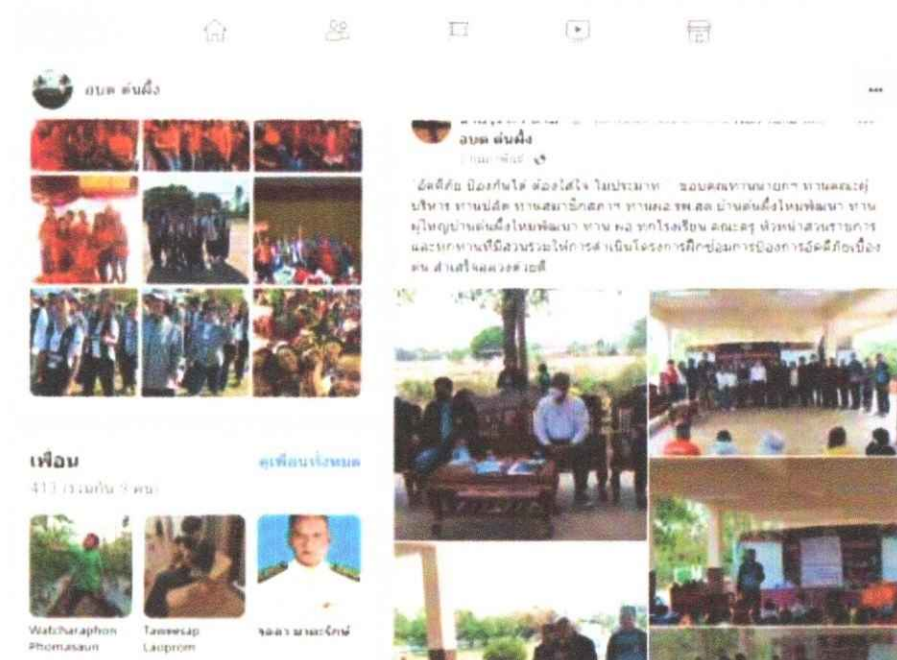 อบต ต่นผึ้ง
อบต ต่นผึ้ง
อัคคีภัย ป้องกันได้ ต้องใส่ใจ ไม่ประมาท ขอบคุณท่านนายกฯ ท่านคณะผู้
บริหาร ท่านปลัด ท่านสมาชิกสภาฯ ท่านผอ รพ.สต บ้านต่นผึ้งใหม่พัฒนา ท่าน
ผู้ใหญ่บ้านต่นผึ้งใหม่พัฒนา ท่าน ผอ ทุกโรงเรียน คณะครู หัวหน้าส่วนราชการ
และทุกท่านที่มีส่วนร่วมให้การดำเนินโครงการฝึกซ้อมการป้องการอัคคีภัยเบื้อง
ต้น สำเร็จลุล่วงด้วยดี
เพื่อน
ดูเพื่อนทั้งหมด
413 (ร่วมกัน 9 คน)
Watcharaphon
Phomasaun
Taweesap
Laoprom